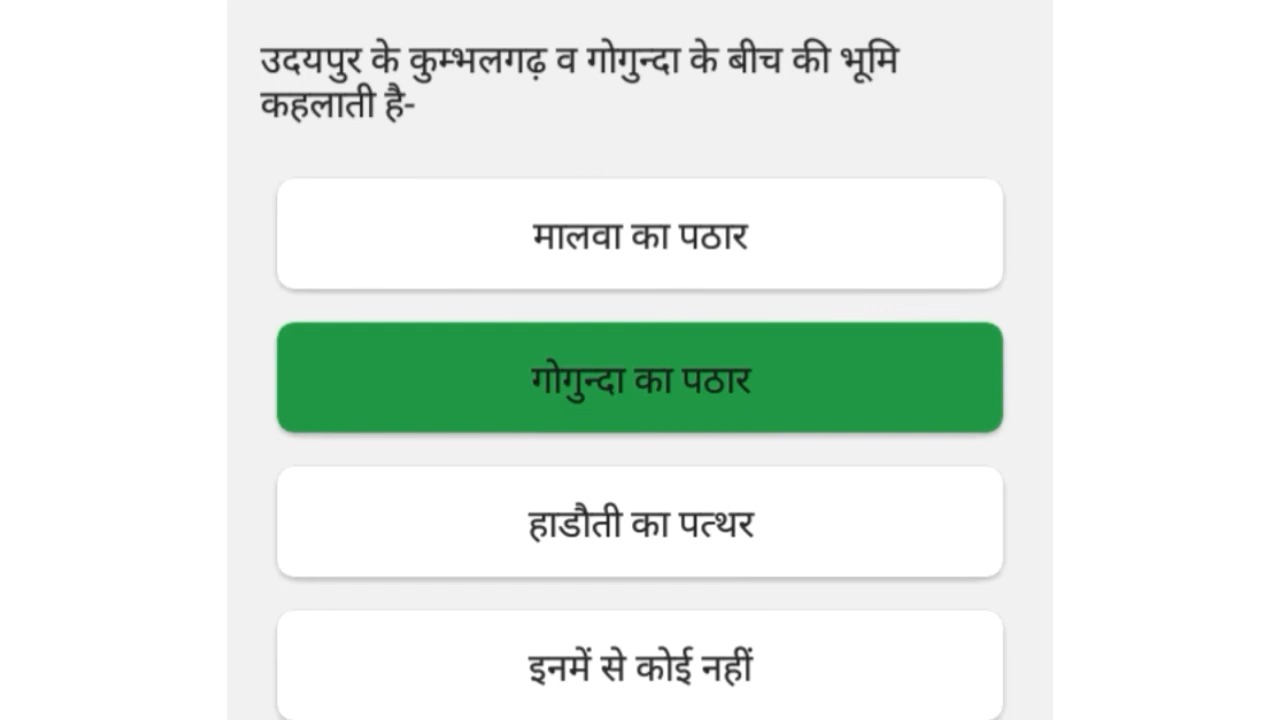 उदयपुर के कुम्भलगढ़ व गोगुन्दा के बीच की भूमि
कहलाती है-
मालवा का पठार
गोगुन्दा का पठार
हाडौती का पत्थर
इनमें से कोई नहीं